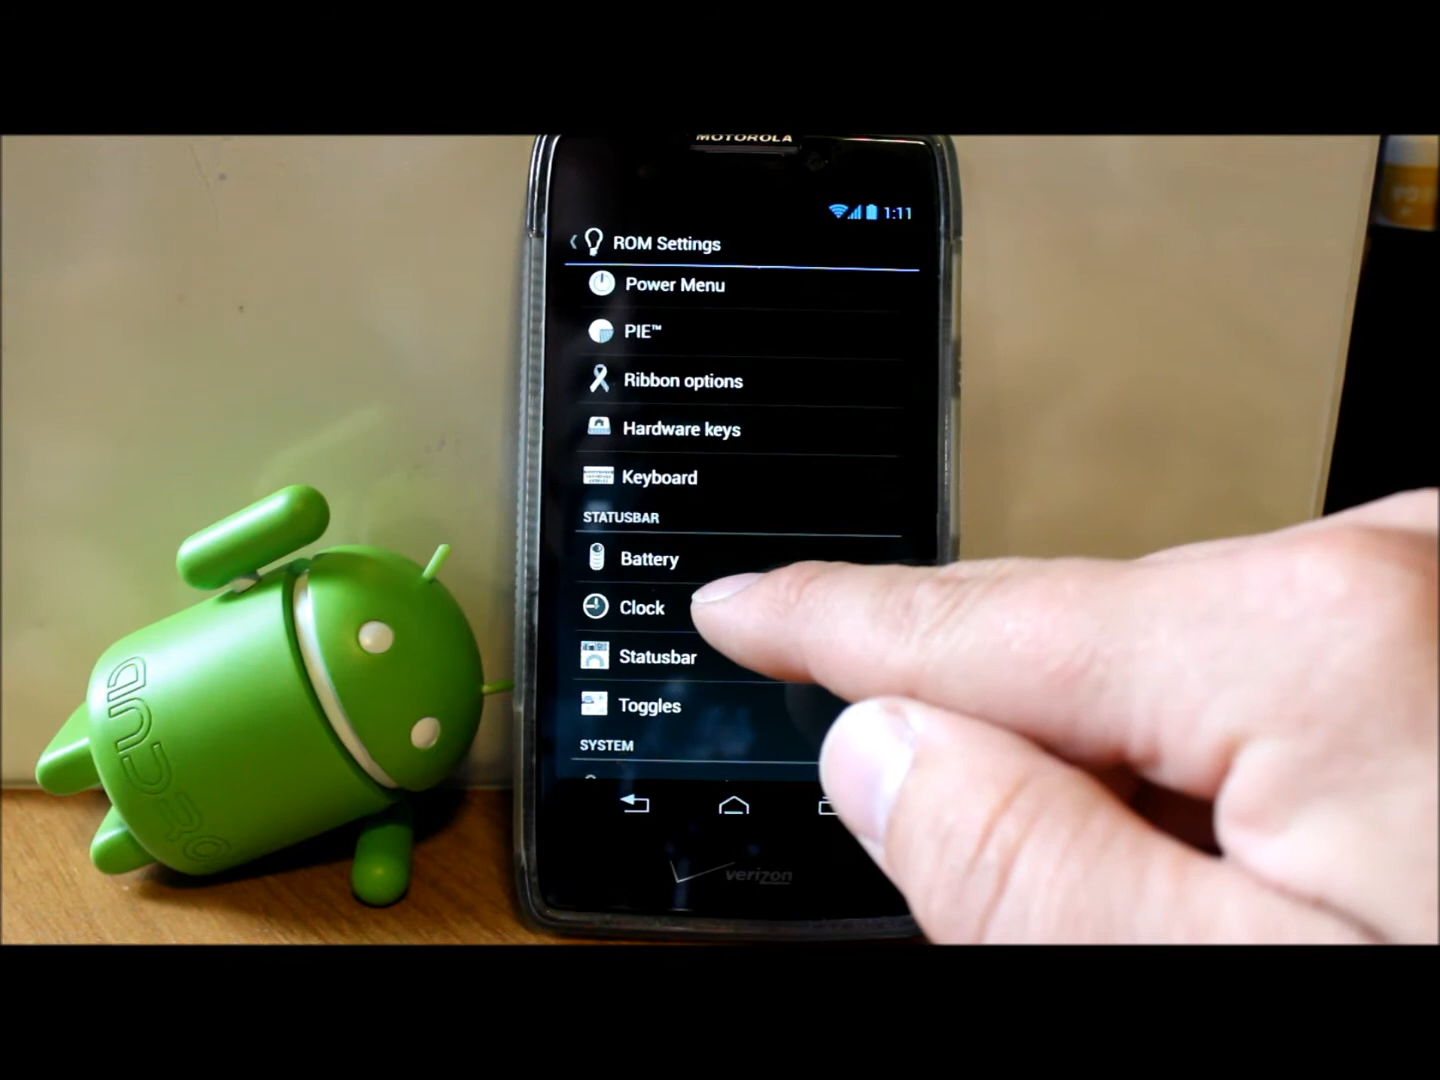 MOTOROLA
1:11
ROM Settings
Power Menu
PIE™
Ribbon options
Hardware keys
Keyboard
STATUSBAR
Battery
Clock
Statusbar
Toggles
SYSTEM
verizon
ANDRO